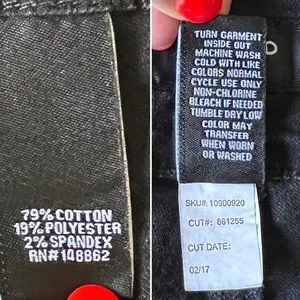 79% COTTON
19% POLYESTER
2% SPANDEX
RN# 148862
TURN GARMENT
INSIDE OUT
MACHINE WASH
COLD WITH LIKE
COLORS NORMAL
CYCLE USE ONLY
NON-CHLORINE
BLEACH IF NEEDED
TUMBLE DRY LOW
COLOR MAY
TRANSFER
WHEN WORN
OR WASHED
SKU#: 10900920
CUT#: 861255
CUT DATE:
02/17